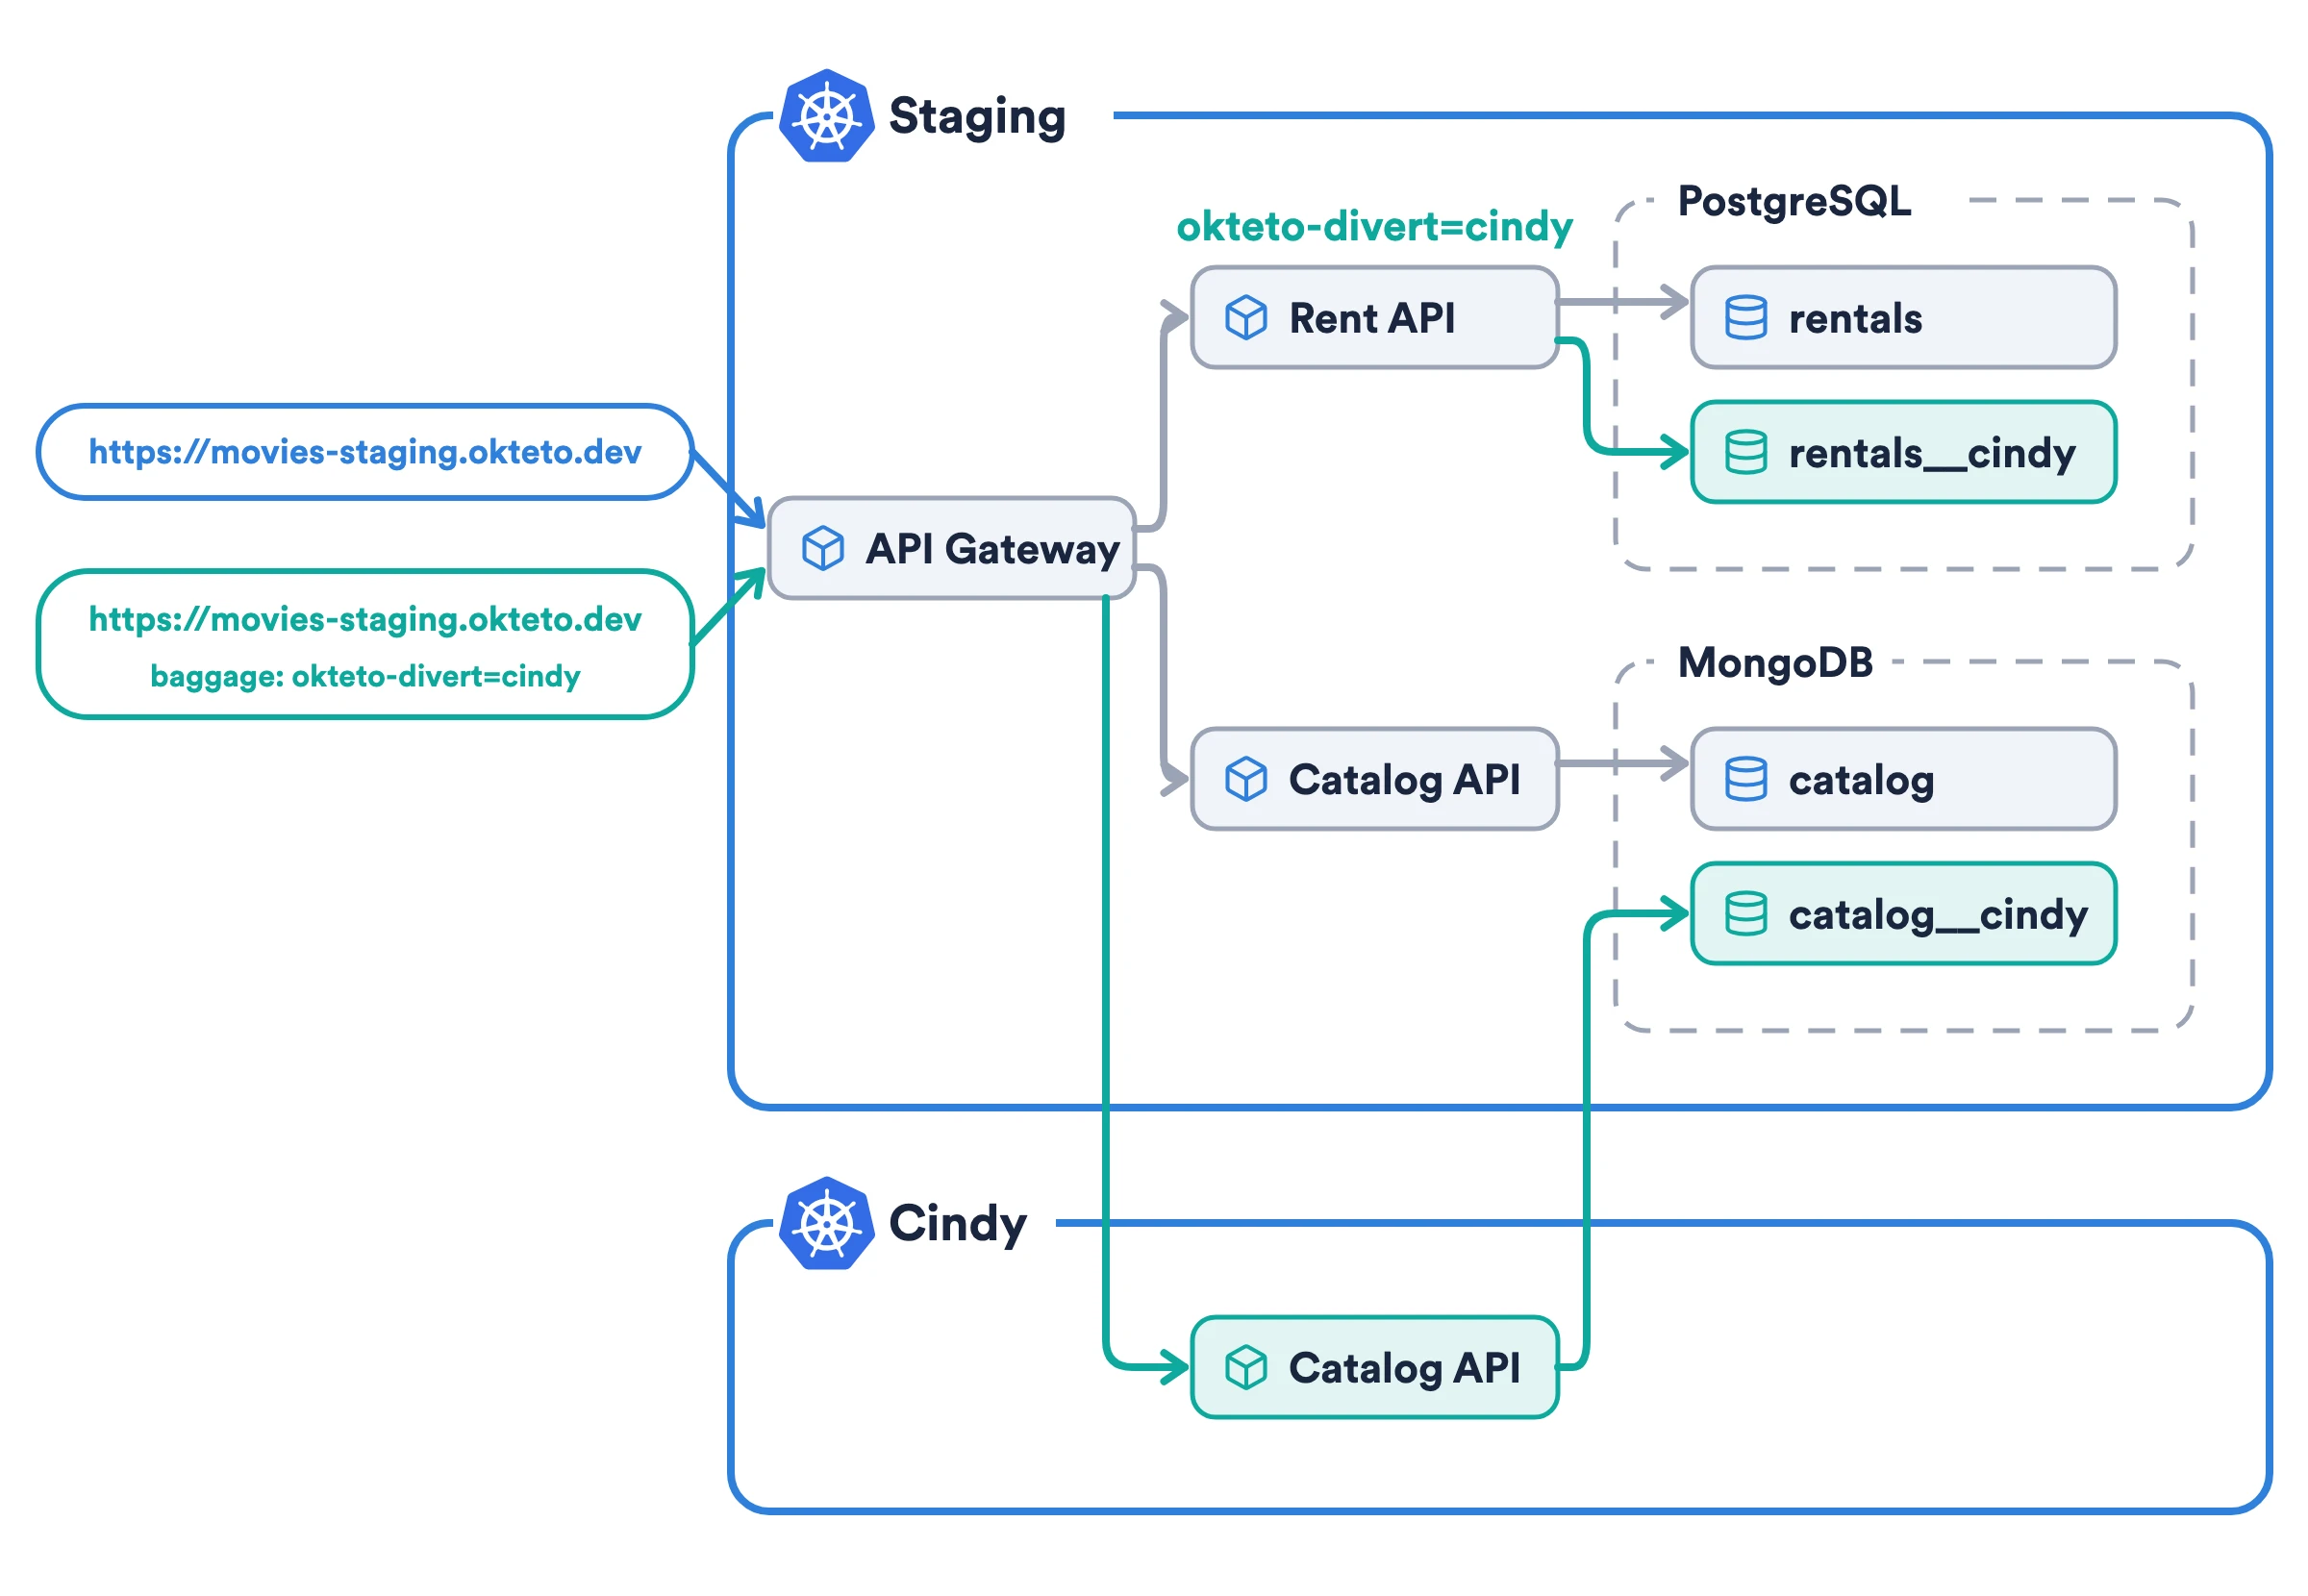 Staging
okteto-divert=cindy
PostgreSQL
Rent API
rentals
rentals__cindy
https://movies-staging.okteto.dev
API Gateway
https://movies-staging.okteto.dev
baggage: okteto-divert=cindy
MongoDB
Catalog API
catalog
catalog__cindy
Cindy
Catalog API